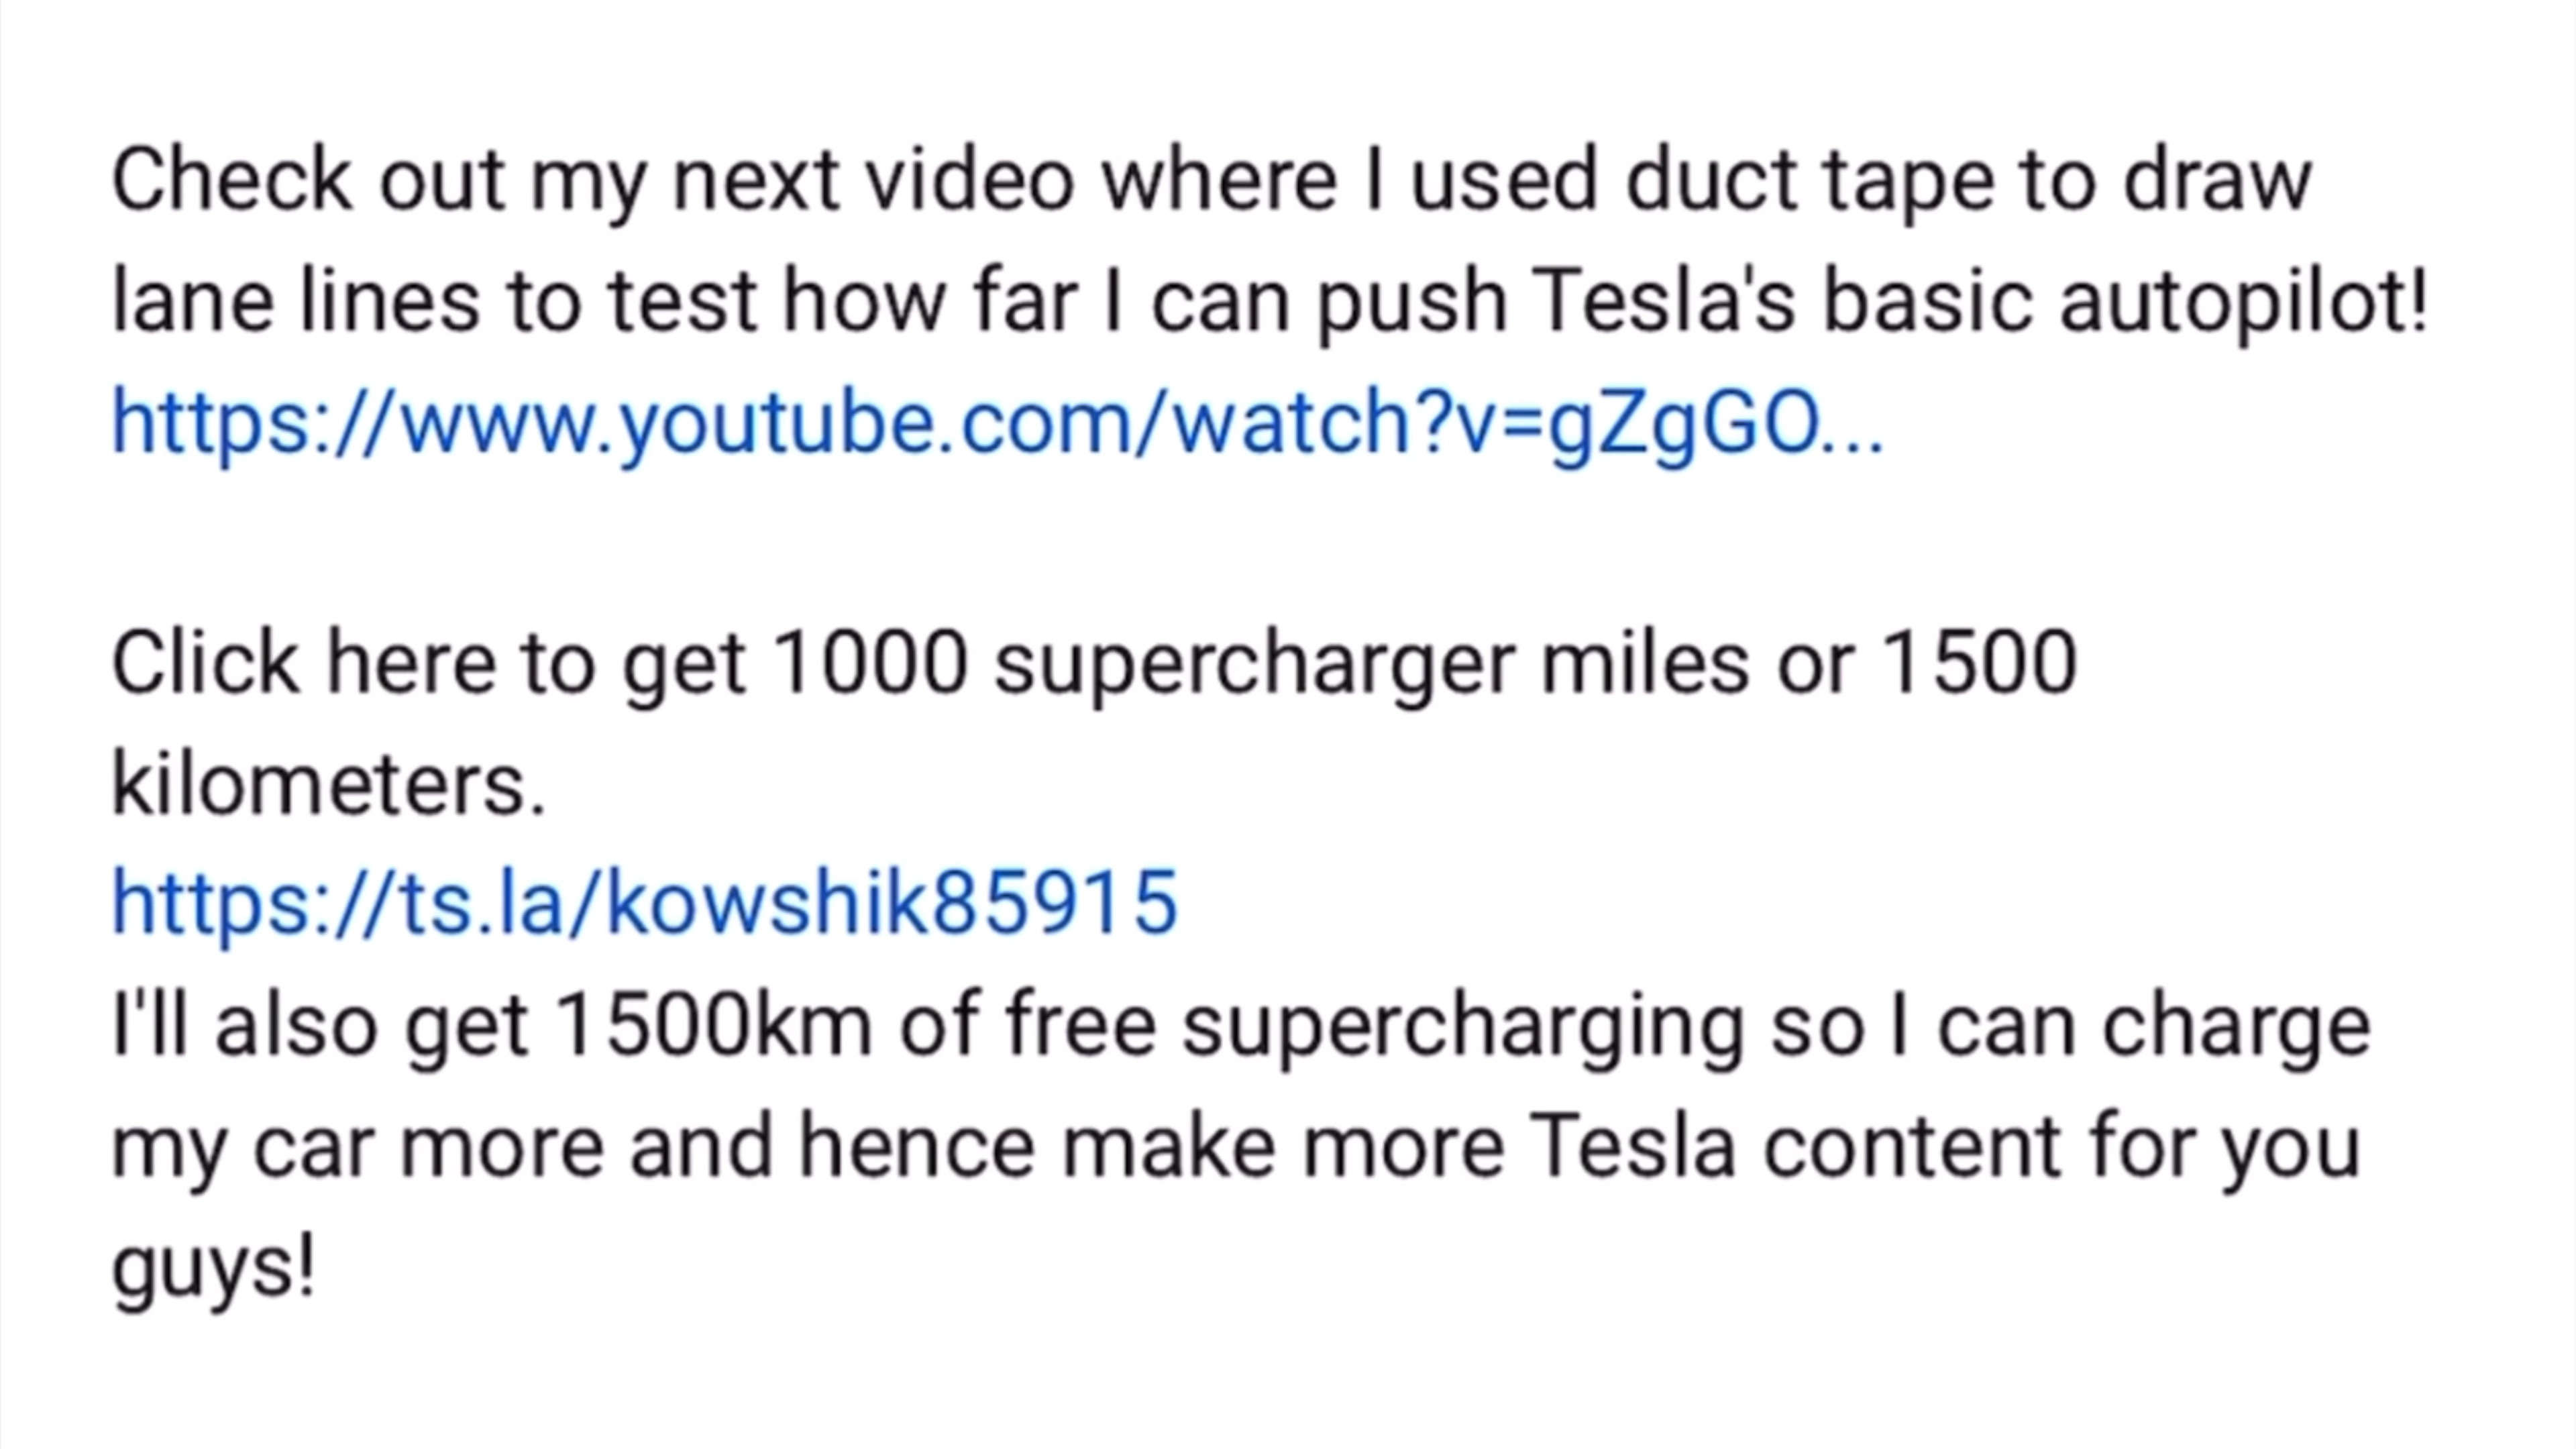 Check out my next video where I used duct tape to draw
lane lines to test how far I can push Tesla's basic autopilot!
https://www.youtube.com/watch?v=gZgGO...
Click here to get 1000 supercharger miles or 1500
kilometers.
https://ts.la/kowshik85915
I'll also get 1500km of free supercharging so I can charge
my car more and hence make more Tesla content for you
guys!